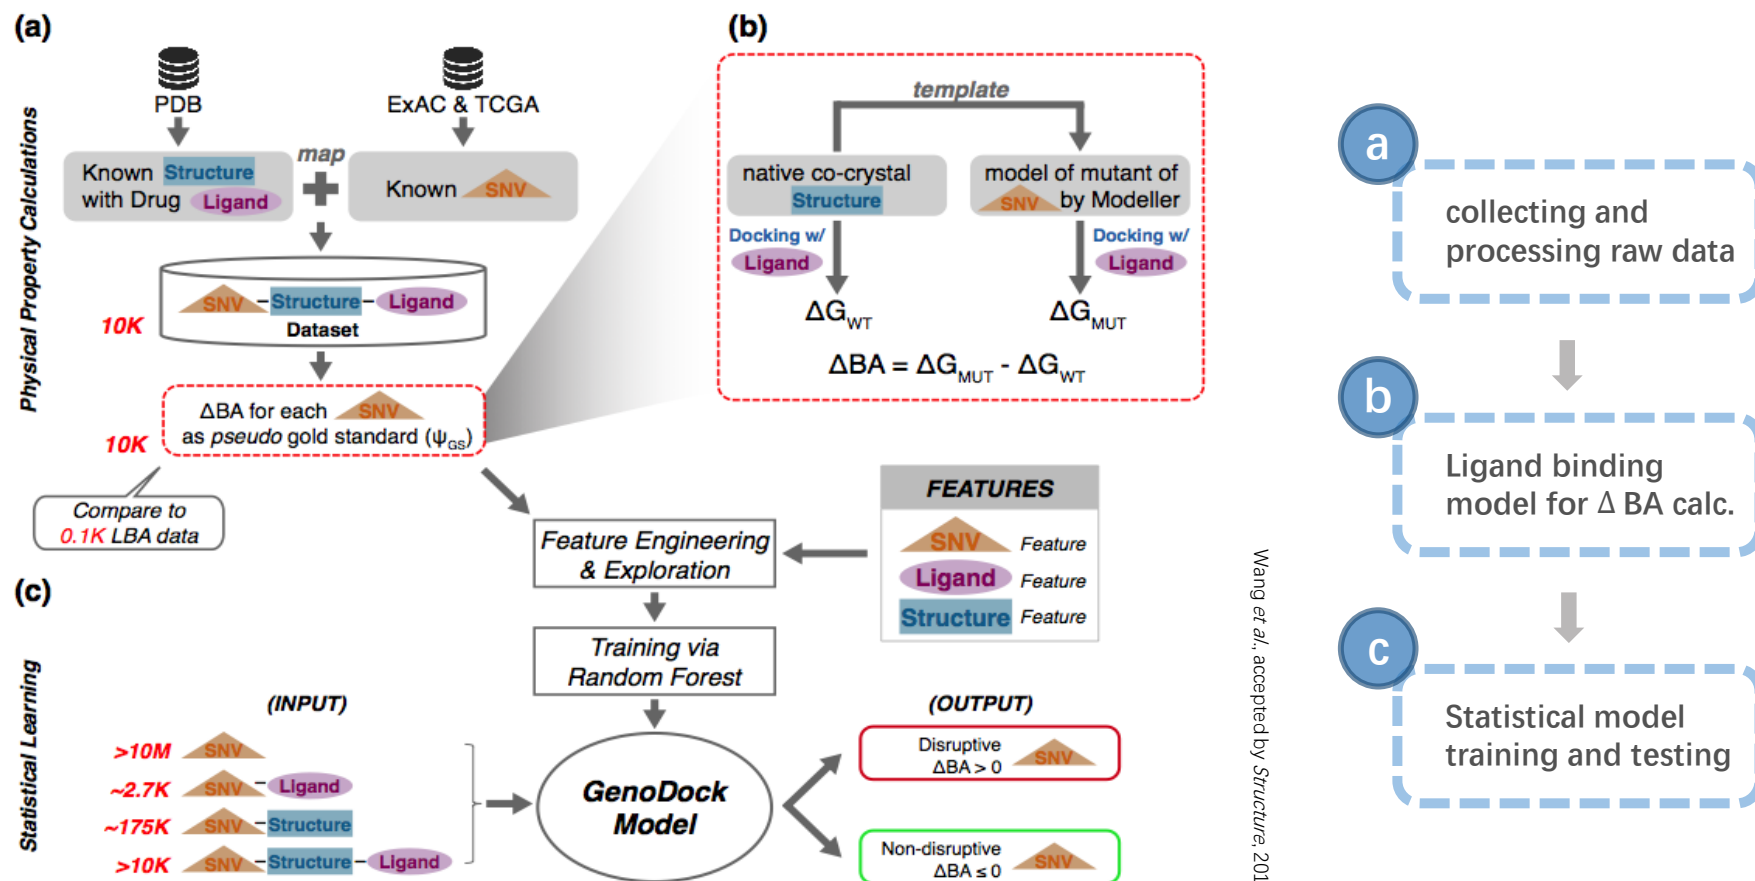 (a)
PDB
ExAC & TCGA
Physical Property Calculations
Known Structure
with Drug Ligand
map
Known SNV
SNV Structure Ligand
Dataset
10K
ΔBA for each SNV
as pseudo gold standard (ψGS)
10K
Compare to
0.1K LBA data
(b)
template
native co-crystal
Structure
model of mutant of
SNV by Modeller
Docking w/
Ligand
Docking w/
Ligand
ΔGWT
ΔGMUT
ΔBA = ΔGMUT - ΔGWT
Feature Engineering
& Exploration
FEATURES
SNV Feature
Ligand Feature
Structure Feature
Training via
Random Forest
(c)
Statistical Learning
(INPUT)
>10M SNV
~2.7K SNV Ligand
~175K SNV Structure
>10K SNV Structure Ligand
GenoDock
Model
(OUTPUT)
Disruptive
ΔBA > 0 SNV
Non-disruptive
ΔBA ≤ 0 SNV
Wang et al., accepted by Structure, 201
a
collecting and
processing raw data
b
Ligand binding
model for Δ BA calc.
c
Statistical model
training and testing